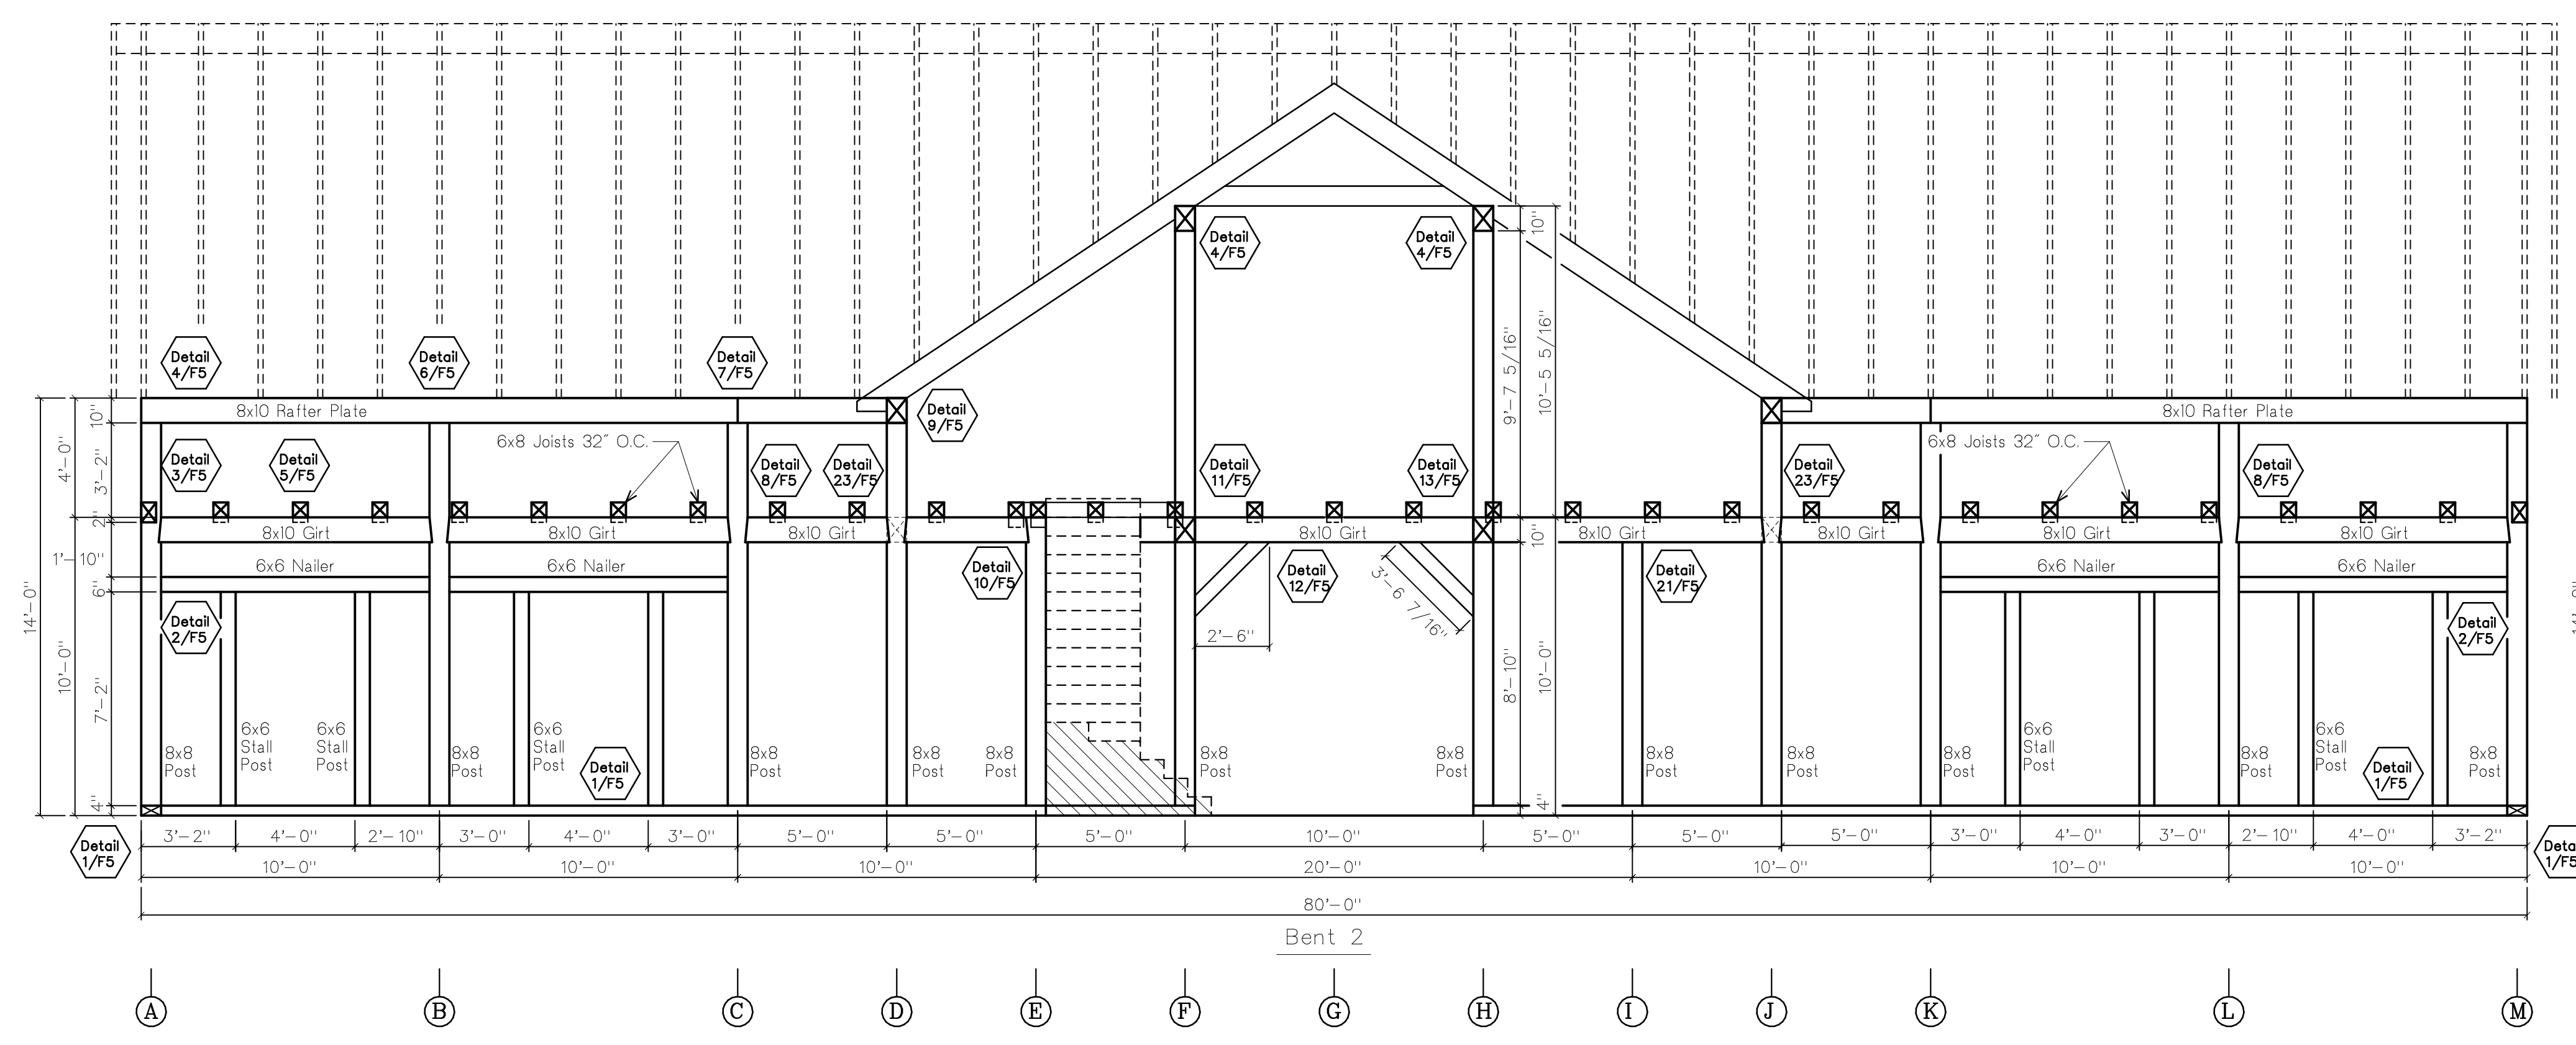 Detail
4/F5
Detail
4/F5
10"
Detail
4/F5
Detail
6/F5
Detail
7/F5
9'-7 5/16"
10'-5 5/16"
10"
8x10 Rafter Plate
Detail
9/F5
8x10 Rafter Plate
4'-0"
3'-2"
Detail
3/F5
Detail
5/F5
6x8 Joists 32" O.C.
Detail
8/F5
Detail
23/F5
Detail
11/F5
Detail
13/F5
Detail
23/F5
6x8 Joists 32" O.C.
Detail
8/F5
2"
8x10 Girt
8x10 Girt
8x10 Girt
8x10 Girt
10"
8x10 Girt
8x10 Girt
8x10 Girt
8x10 Girt
1'-10"
6x6 Nailer
6x6 Nailer
Detail
10/F5
Detail
12/F5
3'-6 7/16"
Detail
21/F5
6x6 Nailer
6x6 Nailer
6"
14'-0"
10'-0"
7'-2"
Detail
2/F5
2'-6"
8'-10"
10'-0"
Detail
2/F5
8x8
Post
6x6
Stall
Post
6x6
Stall
Post
8x8
Post
6x6
Stall
Post
Detail
1/F5
8x8
Post
8x8
Post
8x8
Post
8x8
Post
8x8
Post
8x8
Post
8x8
Post
8x8
Post
6x6
Stall
Post
8x8
Post
6x6
Stall
Post
Detail
1/F5
8x8
Post
4"
4"
Detail
1/F5
3'-2"
4'-0"
2'-10"
3'-0"
4'-0"
3'-0"
5'-0"
5'-0"
5'-0"
10'-0"
5'-0"
5'-0"
5'-0"
3'-0"
4'-0"
3'-0"
2'-10"
4'-0"
3'-2"
Deta
1/F5
10'-0"
10'-0"
10'-0"
20'-0"
10'-0"
10'-0"
10'-0"
80'-0"
Bent 2
A
B
C
D
E
F
G
H
I
J
K
L
M